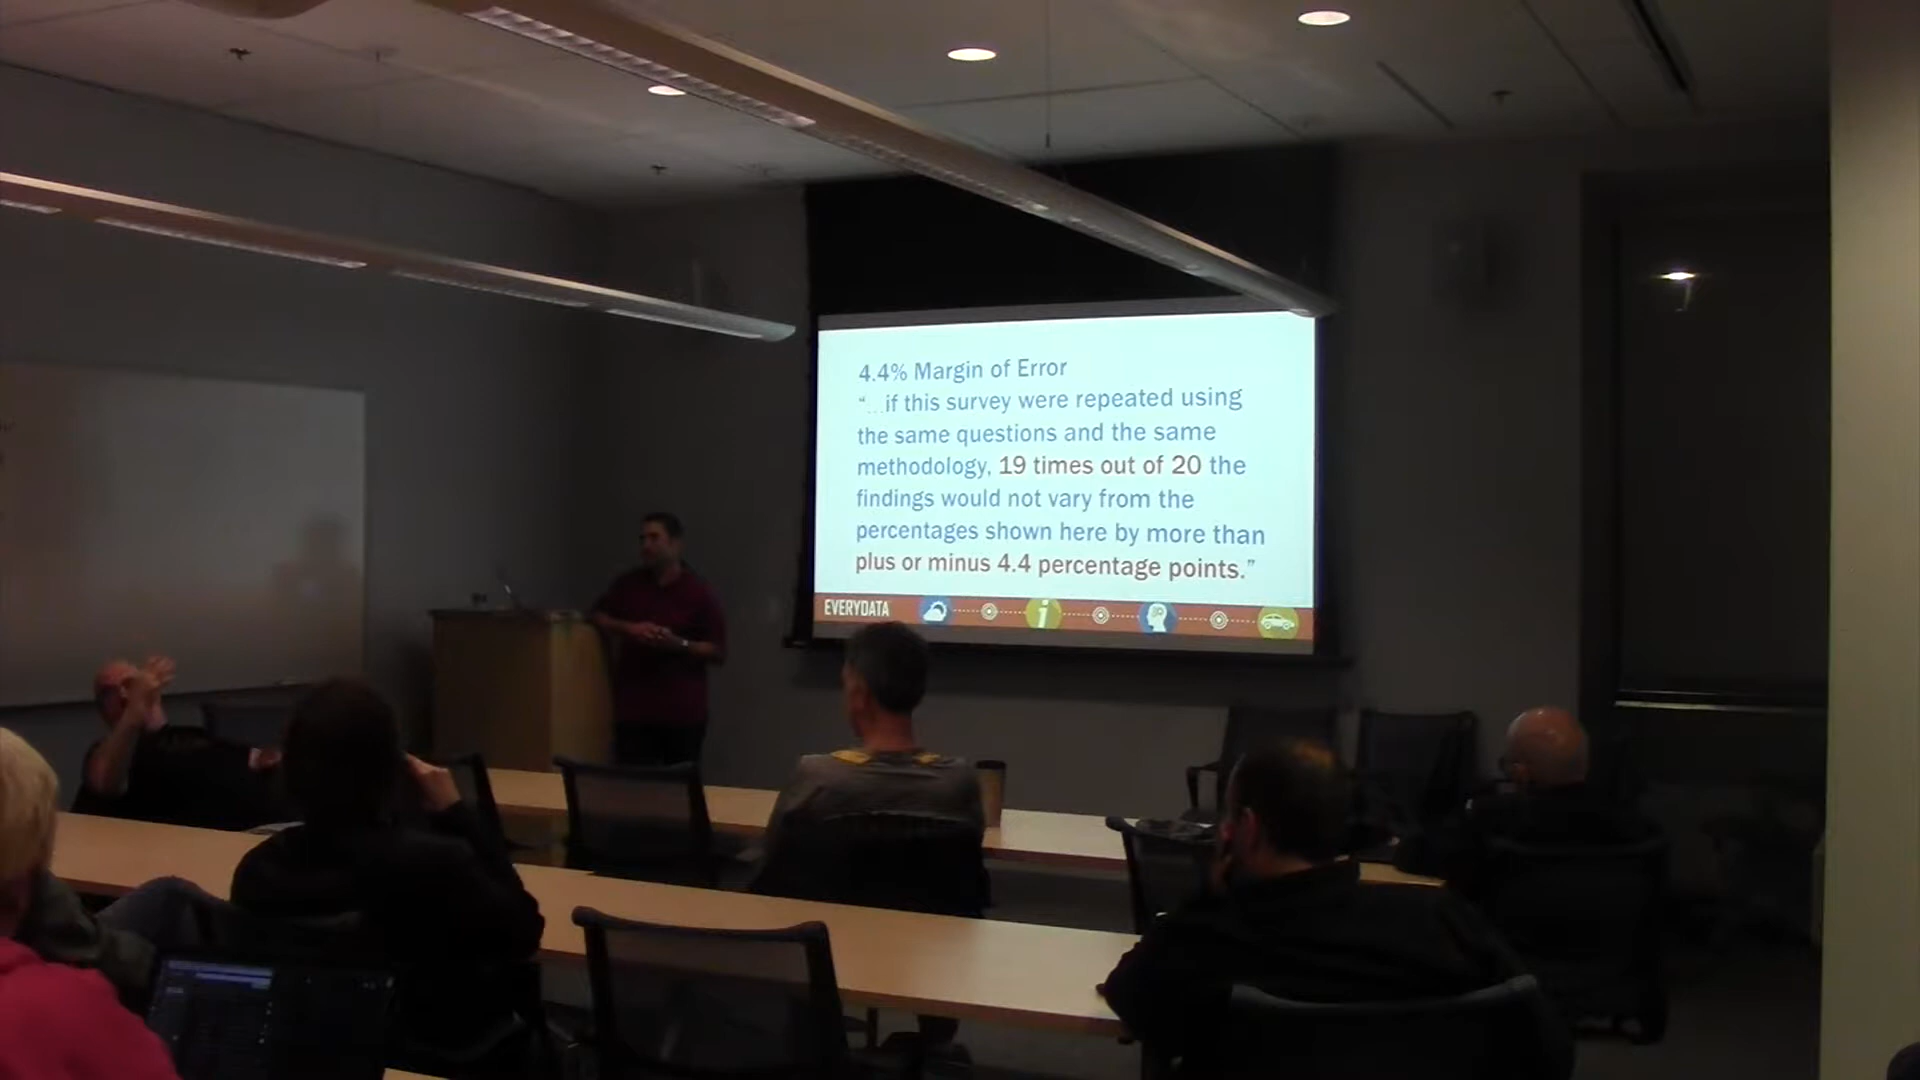 4.4% Margin of Error
“...if this survey were repeated using
the same questions and the same
methodology, 19 times out of 20 the
findings would not vary from the
percentages shown here by more than
plus or minus 4.4 percentage points.”
EVERYDATA
i